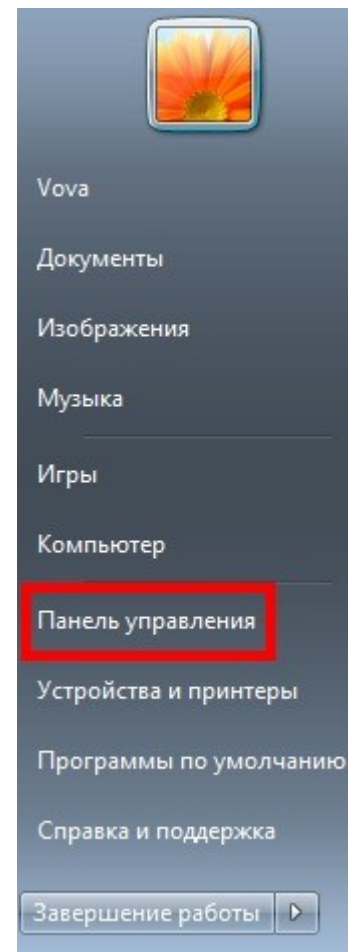 Vova
Документы
Изображения
Музыка
Игры
Компьютер
Панель управления
Устройства и принтеры
Программы по умолчанию
Справка и поддержка
Завершение работы